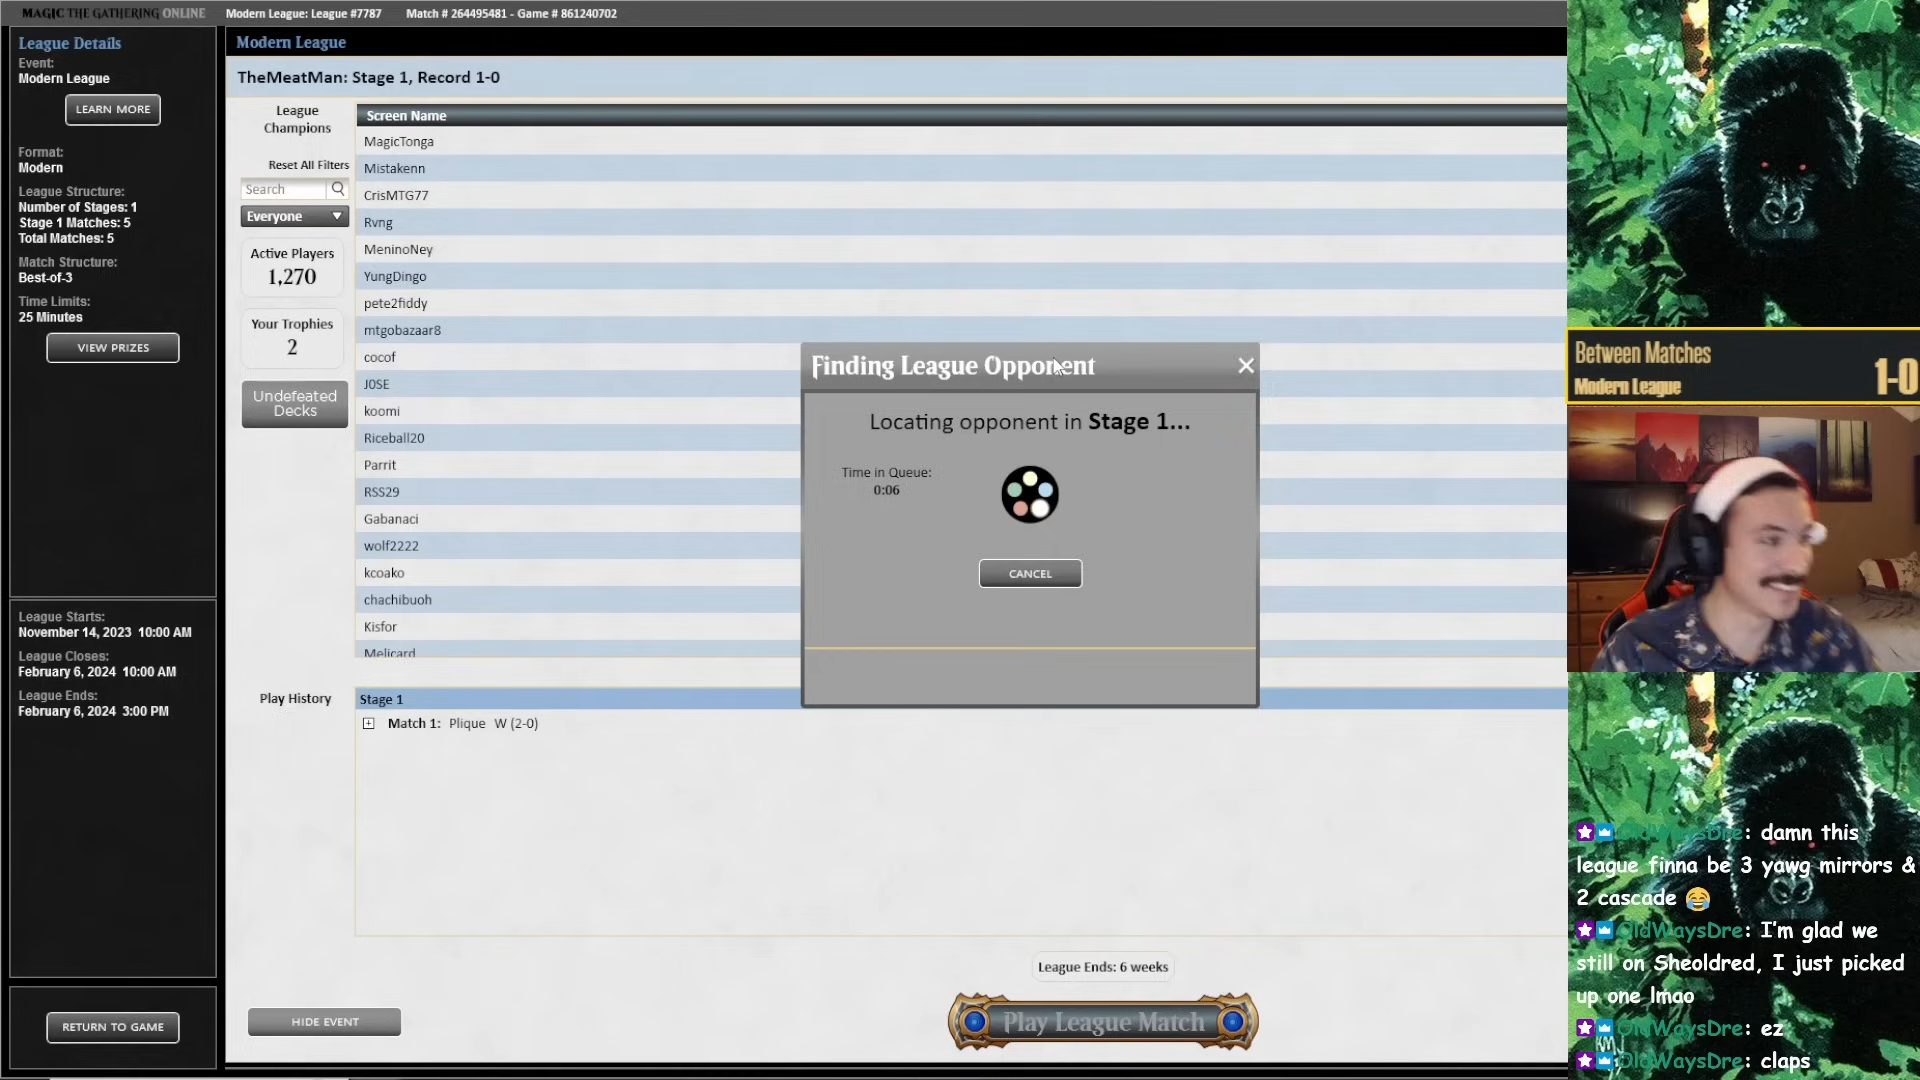 MAGIC THE GATHERING ONLINE
Modern League: League #7787
Match # 264495481 - Game # 861240702
League Details
Event:
Modern League
LEARN MORE
Format:
Modern
League Structure:
Number of Stages: 1
Stage 1 Matches: 5
Total Matches: 5
Match Structure:
Best-of-3
Time Limits:
25 Minutes
VIEW PRIZES
League Starts:
November 14, 2023 10:00 AM
League Closes:
February 6, 2024 10:00 AM
League Ends:
February 6, 2024 3:00 PM
RETURN TO GAME
Modern League
TheMeatMan: Stage 1, Record 1-0
League
Champions
Reset All Filters
Search
Everyone
Active Players
1,270
Your Trophies
2
Undefeated
Decks
Screen Name
MagicTonga
Mistakenn
CrisMTG77
Rvng
MeninoNey
YungDingo
pete2fiddy
mtgobazaar8
cocof
J0SE
koomi
Riceball20
Parrit
RSS29
Gabanaci
wolf2222
kcoako
chachibuoh
Kisfor
Melicard
Play History
Stage 1
Match 1: Plique W (2-0)
HIDE EVENT
League Ends: 6 weeks
Play League Match
Finding League Opponent
Locating opponent in Stage 1...
Time in Queue:
0:06
CANCEL
Between Matches
Modern League
1-0
OldWaysDre: damn this
league finna be 3 yawg mirrors &
2 cascade 😂
OldWaysDre: I'm glad we
still on Sheoldred, I just picked
up one lmao
OldWaysDre: ez
OldWaysDre: claps